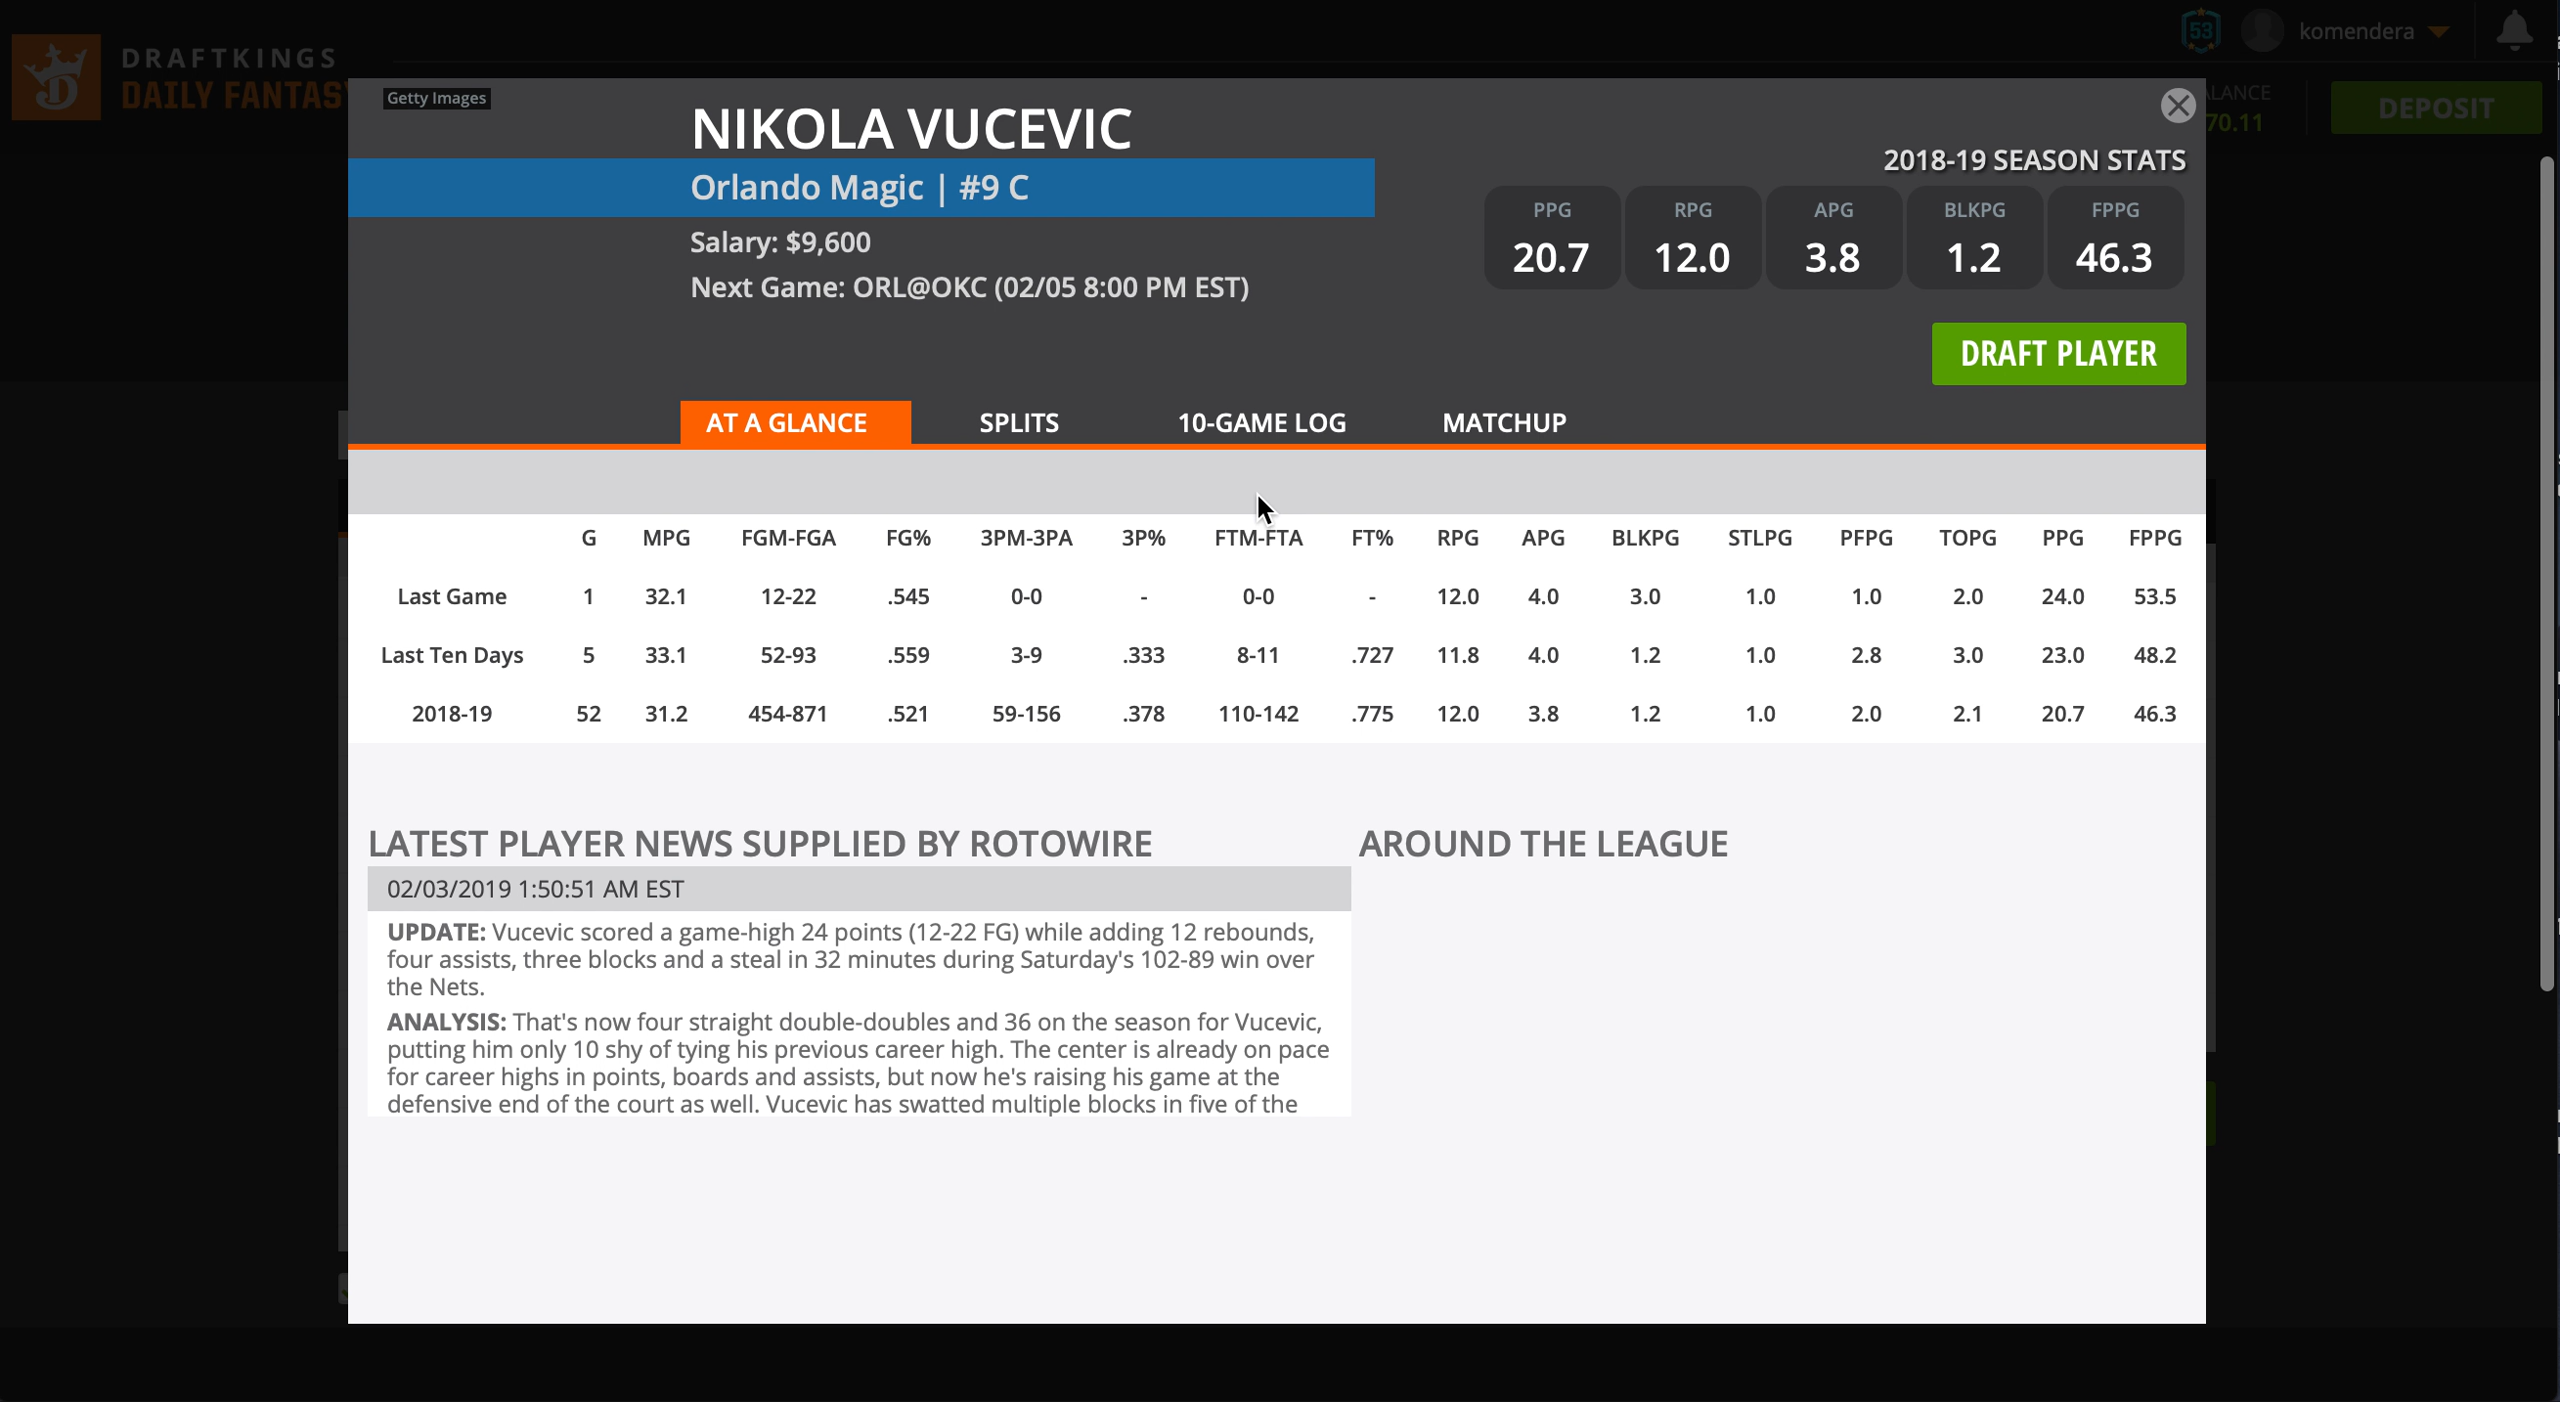 DRAFTKINGS
DAILY FANTAS
53
komendera
ALANCE
70.11
DEPOSIT
Getty Images
NIKOLA VUCEVIC
Orlando Magic | #9 C
Salary: $9,600
Next Game: ORL@OKC (02/05 8:00 PM EST)
2018-19 SEASON STATS
PPG RPG APG BLKPG FPPG
20.7 12.0 3.8 1.2 46.3
DRAFT PLAYER
AT A GLANCE SPLITS 10-GAME LOG MATCHUP
G MPG FGM-FGA FG% 3PM-3PA 3P% FTM-FTA FT% RPG APG BLKPG STLPG PFPG TOPG PPG FPPG
Last Game 1 32.1 12-22 .545 0-0 - 0-0 - 12.0 4.0 3.0 1.0 1.0 2.0 24.0 53.5
Last Ten Days 5 33.1 52-93 .559 3-9 .333 8-11 .727 11.8 4.0 1.2 1.0 2.8 3.0 23.0 48.2
2018-19 52 31.2 454-871 .521 59-156 .378 110-142 .775 12.0 3.8 1.2 1.0 2.0 2.1 20.7 46.3
LATEST PLAYER NEWS SUPPLIED BY ROTOWIRE
02/03/2019 1:50:51 AM EST
UPDATE: Vucevic scored a game-high 24 points (12-22 FG) while adding 12 rebounds,
four assists, three blocks and a steal in 32 minutes during Saturday's 102-89 win over
the Nets.
ANALYSIS: That's now four straight double-doubles and 36 on the season for Vucevic,
putting him only 10 shy of tying his previous career high. The center is already on pace
for career highs in points, boards and assists, but now he's raising his game at the
defensive end of the court as well. Vucevic has swatted multiple blocks in five of the
AROUND THE LEAGUE